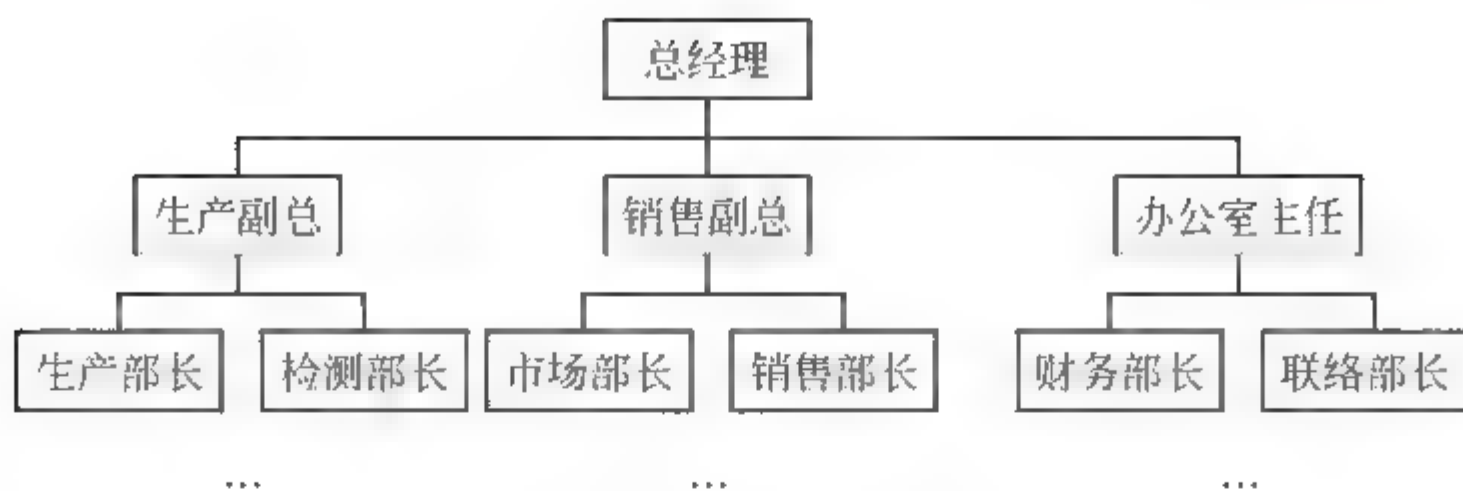 总经理
生产副总 销售副总 办公室主任
生产部长 检测部长 市场部长 销售部长 财务部长 联络部长
… … …